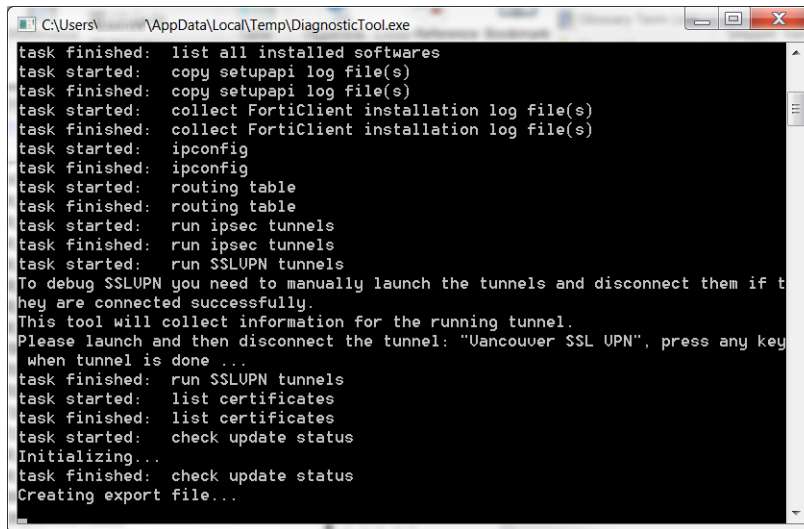 C:\Users\ \AppData\Local\Temp\DiagnosticTool.exe
task finished: list all installed softwares
task started: copy setupapi log file(s)
task finished: copy setupapi log file(s)
task started: collect FortiClient installation log file(s)
task finished: collect FortiClient installation log file(s)
task started: ipconfig
task finished: ipconfig
task started: routing table
task finished: routing table
task started: run ipsec tunnels
task finished: run ipsec tunnels
task started: run SSLVPN tunnels
To debug SSLVPN you need to manually launch the tunnels and disconnect them if t
hey are connected successfully.
This tool will collect information for the running tunnel.
Please launch and then disconnect the tunnel: "Vancouver SSL VPN", press any key
 when tunnel is done ...
task finished: run SSLVPN tunnels
task started: list certificates
task finished: list certificates
task started: check update status
Initializing...
task finished: check update status
Creating export file...